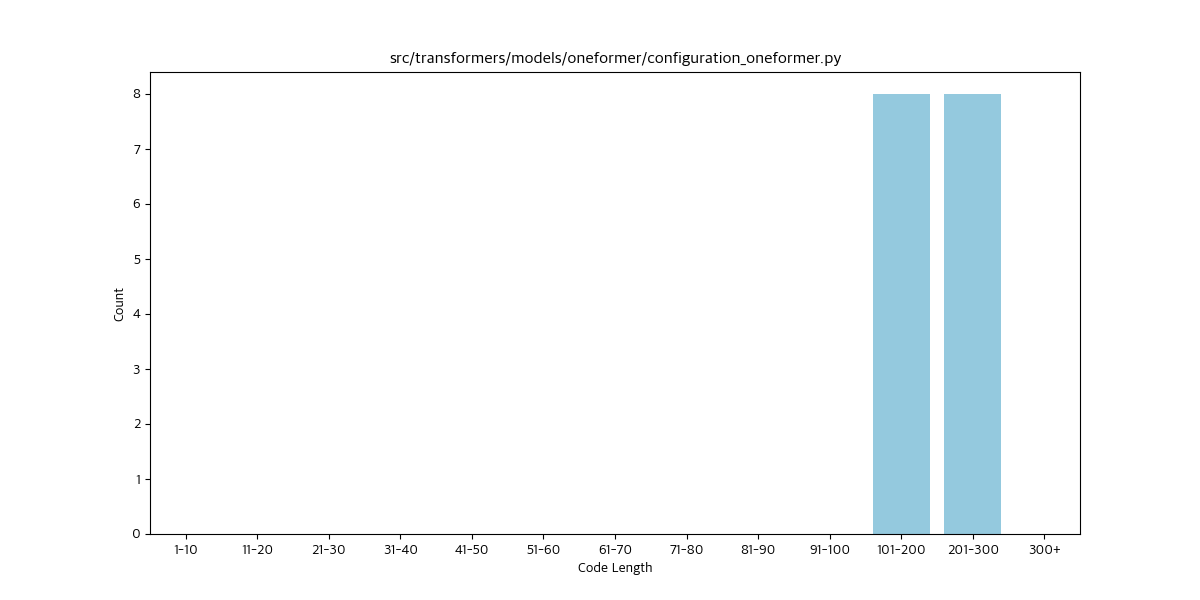 src/transformers/models/oneformer/configuration_oneformer.py
8
7
6
5
4
3
2
1
0
Count
1-10 11-20 21-30 31-40 41-50 51-60 61-70 71-80 81-90 91-100 101-200 201-300 300+
Code Length